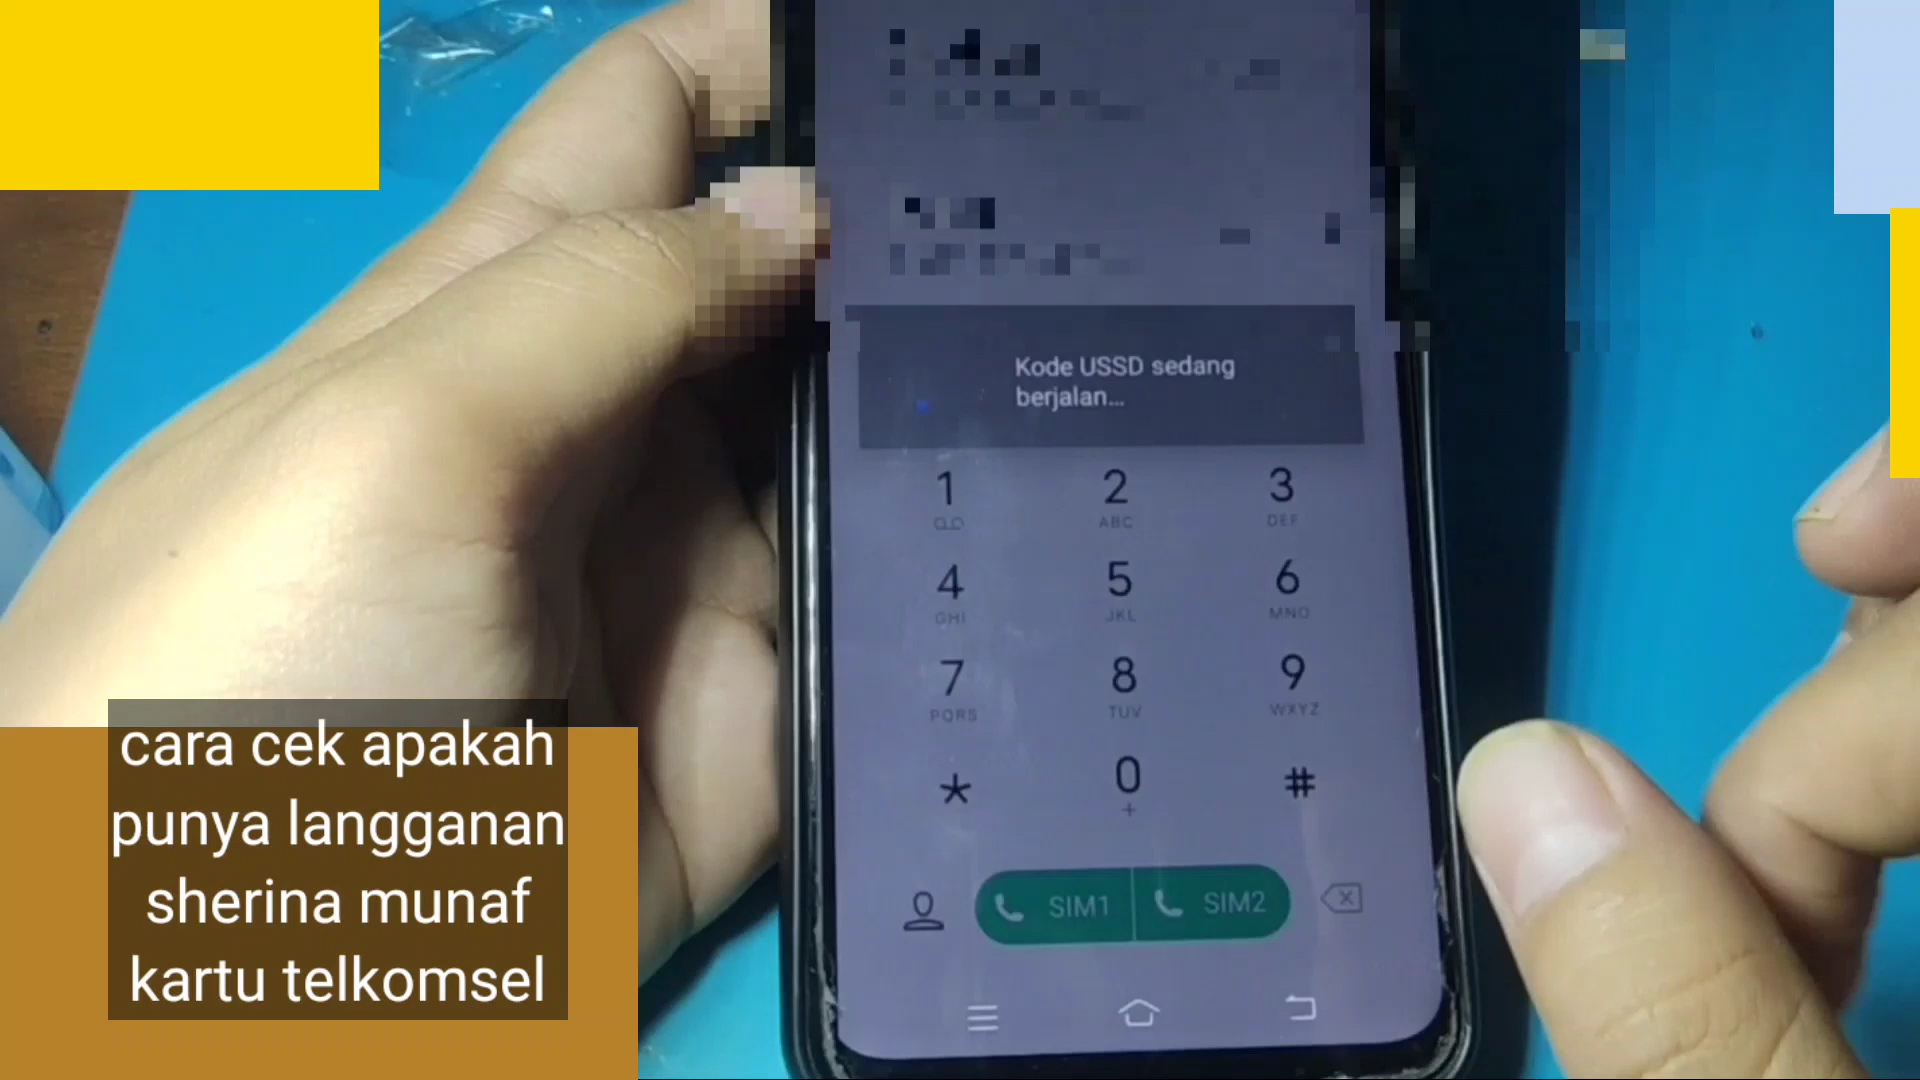 Kode USSD sedang
berjalan...
1 2 3
ABC DEF
4 5 6
GHI JKL MNO
7 8 9
PQRS TUV WXYZ
* 0 #
+
SIM1 SIM2
cara cek apakah
punya langganan
sherina munaf
kartu telkomsel